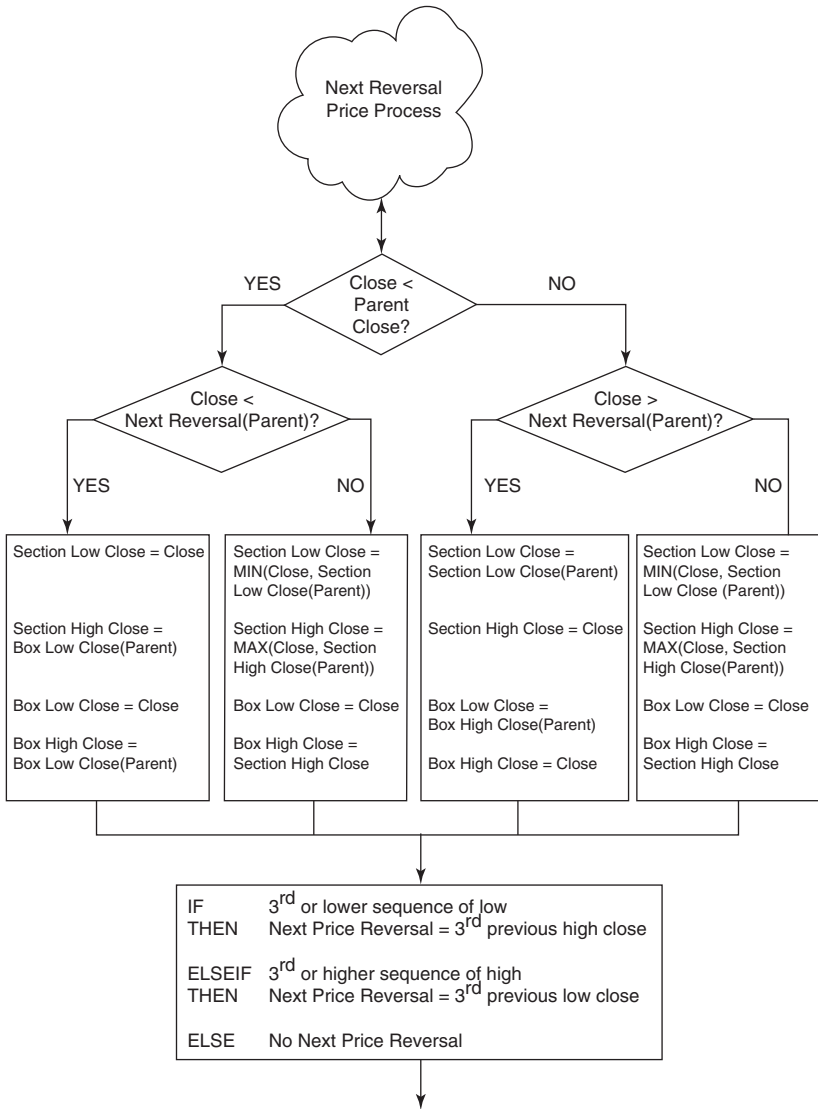 Next Reversal
Price Process
YES
Close <
Parent
Close?
NO
Close <
Next Reversal(Parent)?
Close >
Next Reversal(Parent)?
YES
NO
YES
NO
Section Low Close = Close
Section High Close =
Box Low Close(Parent)
Box Low Close = Close
Box High Close =
Box Low Close(Parent)
Section Low Close =
MIN(Close, Section
Low Close(Parent))
Section High Close =
MAX(Close, Section
High Close(Parent))
Box Low Close = Close
Box High Close =
Section High Close
Section Low Close =
Section Low Close(Parent)
Section High Close = Close
Box Low Close =
Box High Close(Parent)
Box High Close = Close
Section Low Close =
MIN(Close, Section
Low Close (Parent))
Section High Close =
MAX(Close, Section
High Close(Parent))
Box Low Close = Close
Box High Close =
Section High Close
IF 3rd or lower sequence of low
THEN Next Price Reversal = 3rd previous high close
ELSEIF 3rd or higher sequence of high
THEN Next Price Reversal = 3rd previous low close
ELSE No Next Price Reversal